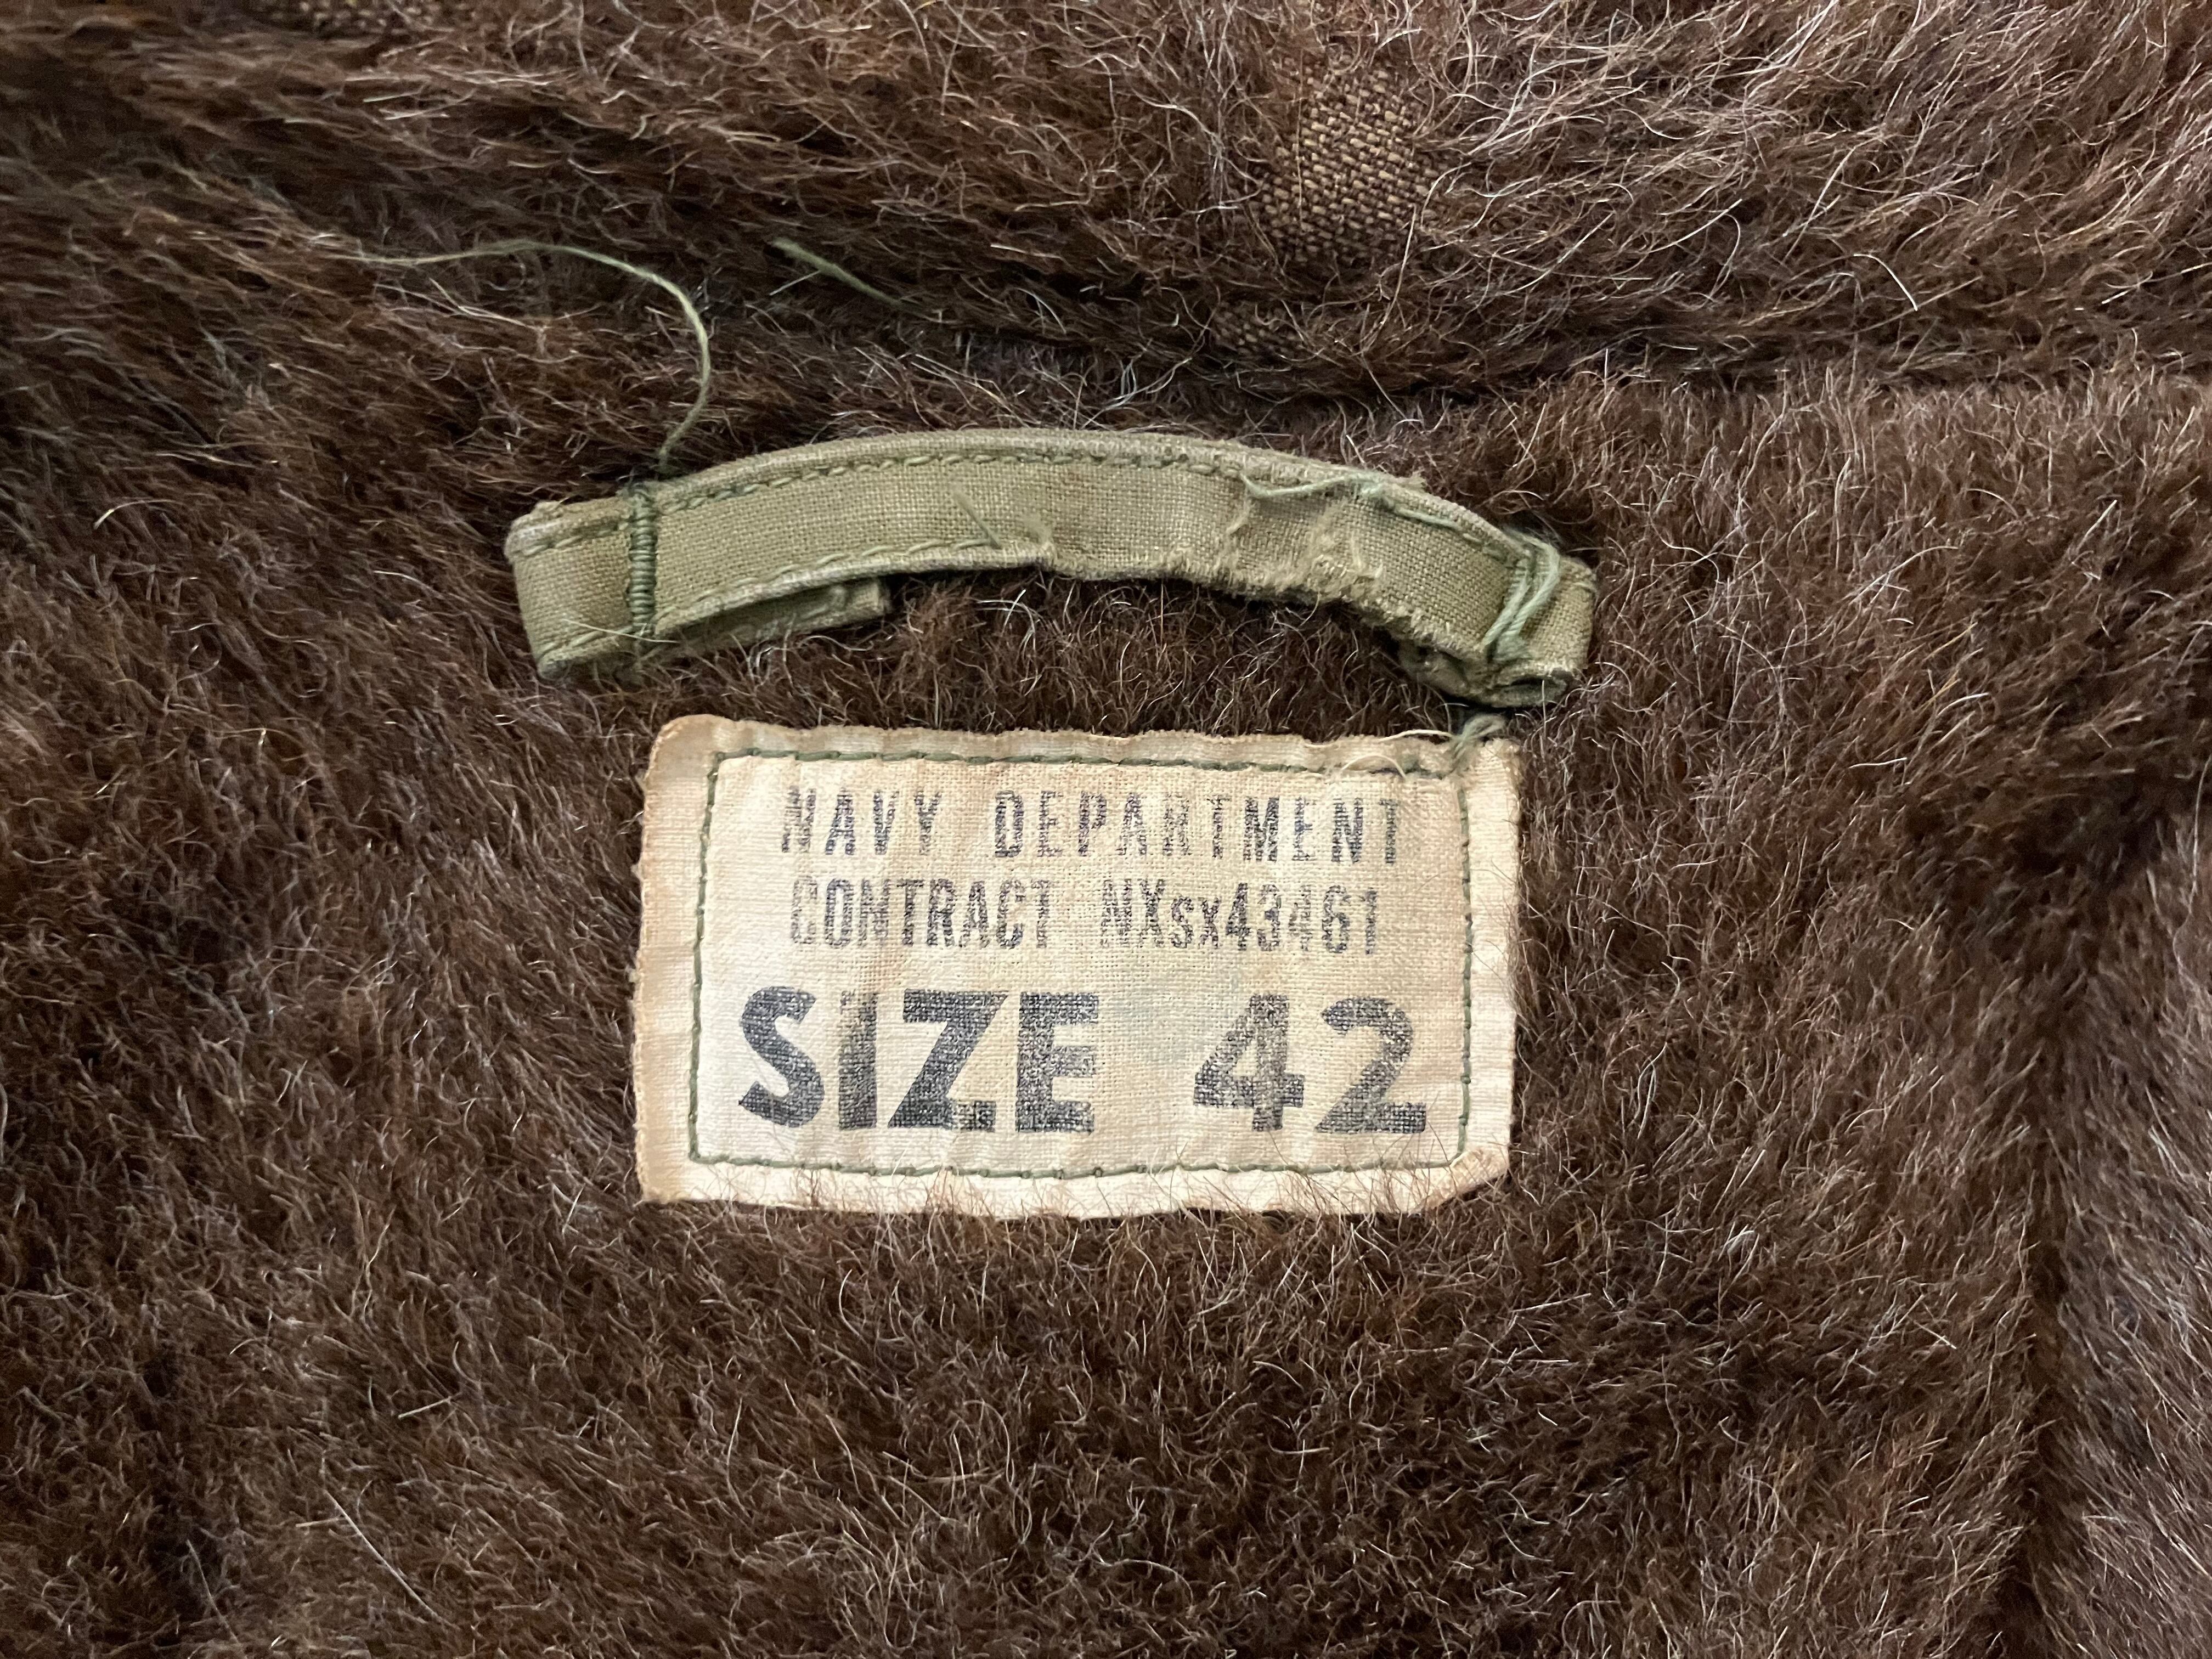 NAVY DEPARTMENT
CONTRACT NXsx43461
SIZE 42